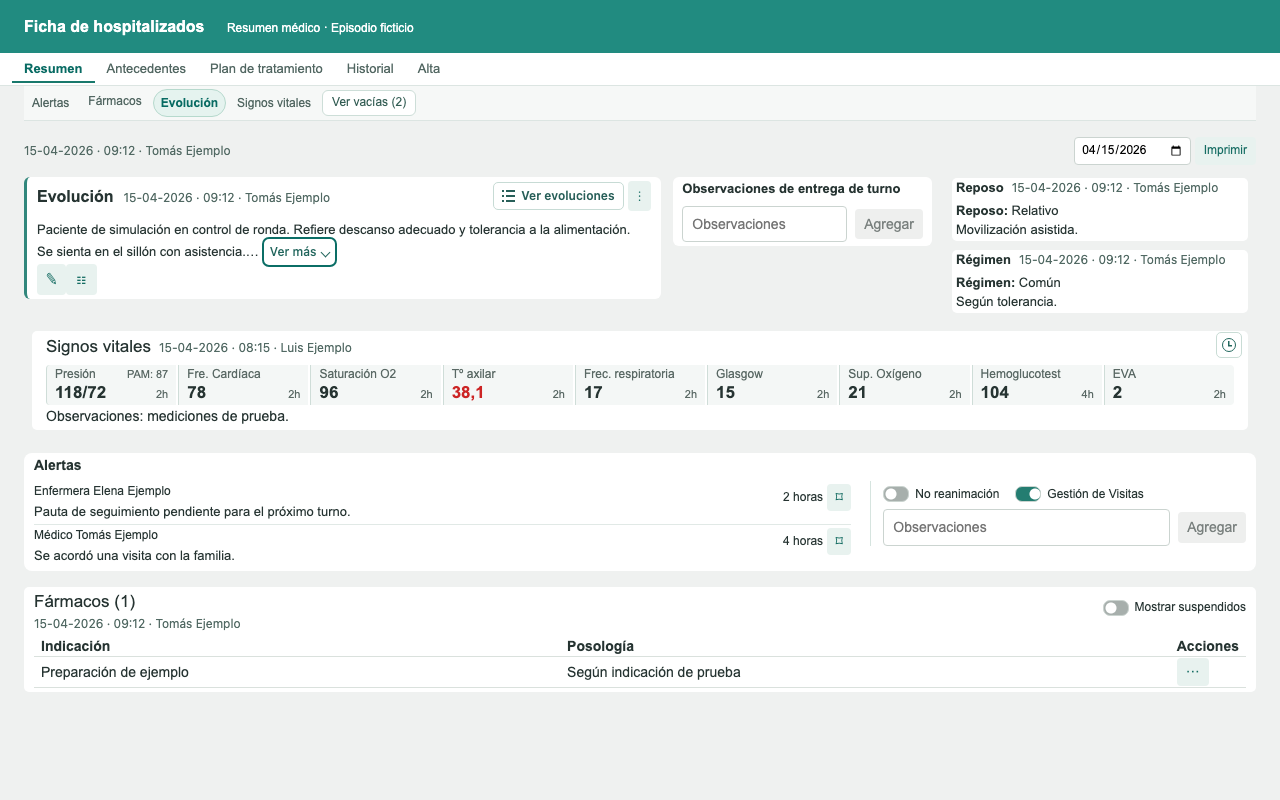 Ficha de hospitalizados Resumen médico · Episodio ficticio
Resumen Antecedentes Plan de tratamiento Historial Alta
Alertas Fármacos Evolución Signos vitales Ver vacías (2)
15-04-2026 · 09:12 · Tomás Ejemplo 04/15/2026 Imprimir
Evolución 15-04-2026 · 09:12 · Tomás Ejemplo Ver evoluciones
Paciente de simulación en control de ronda. Refiere descanso adecuado y tolerancia a la alimentación.
Se sienta en el sillón con asistencia.… Ver más
Observaciones de entrega de turno
Observaciones Agregar
Reposo 15-04-2026 · 09:12 · Tomás Ejemplo
Reposo: Relativo
Movilización asistida.
Régimen 15-04-2026 · 09:12 · Tomás Ejemplo
Régimen: Común
Según tolerancia.
Signos vitales 15-04-2026 · 08:15 · Luis Ejemplo
Presión PAM: 87 Fre. Cardíaca Saturación O2 Tº axilar Frec. respiratoria Glasgow Sup. Oxígeno Hemoglucotest EVA
118/72 2h 78 2h 96 2h 38,1 2h 17 2h 15 2h 21 2h 104 4h 2 2h
Observaciones: mediciones de prueba.
Alertas
Enfermera Elena Ejemplo
Pauta de seguimiento pendiente para el próximo turno.
2 horas
Médico Tomás Ejemplo
Se acordó una visita con la familia.
4 horas
No reanimación Gestión de Visitas
Observaciones Agregar
Fármacos (1)
15-04-2026 · 09:12 · Tomás Ejemplo
Mostrar suspendidos
Indicación Posología Acciones
Preparación de ejemplo Según indicación de prueba ···